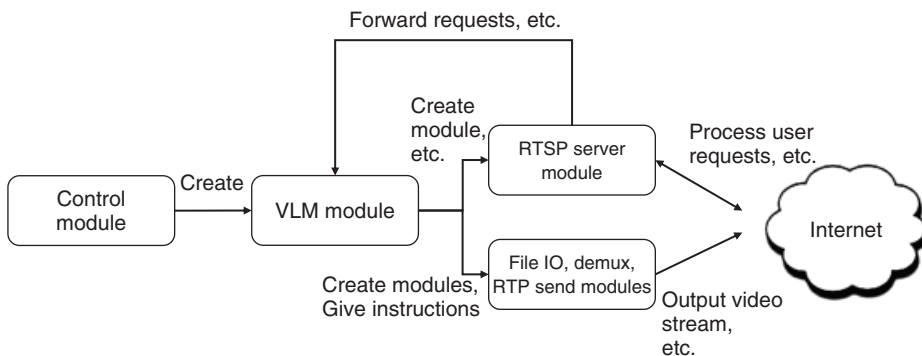 Forward requests, etc.
Create
module,
etc.
RTSP server
module
Process user
requests, etc.
Control
module
Create
VLM module
Internet
File IO, demux,
RTP send modules
Create modules,
Give instructions
Output video
stream,
etc.